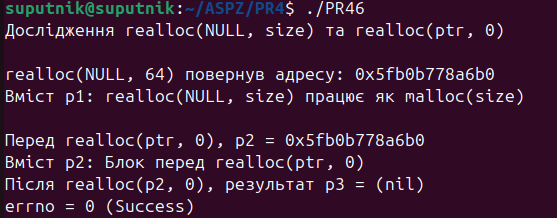 suputnik@suputnik:~/ASPZ/PR4$ ./PR46
Дослідження realloc(NULL, size) та realloc(ptr, 0)
realloc(NULL, 64) повернув адресу: 0x5fb0b778a6b0
Вміст p1: realloc(NULL, size) працює як malloc(size)
Перед realloc(ptr, 0), p2 = 0x5fb0b778a6b0
Вміст p2: Блок перед realloc(ptr, 0)
Після realloc(p2, 0), результат p3 = (nil)
errno = 0 (Success)